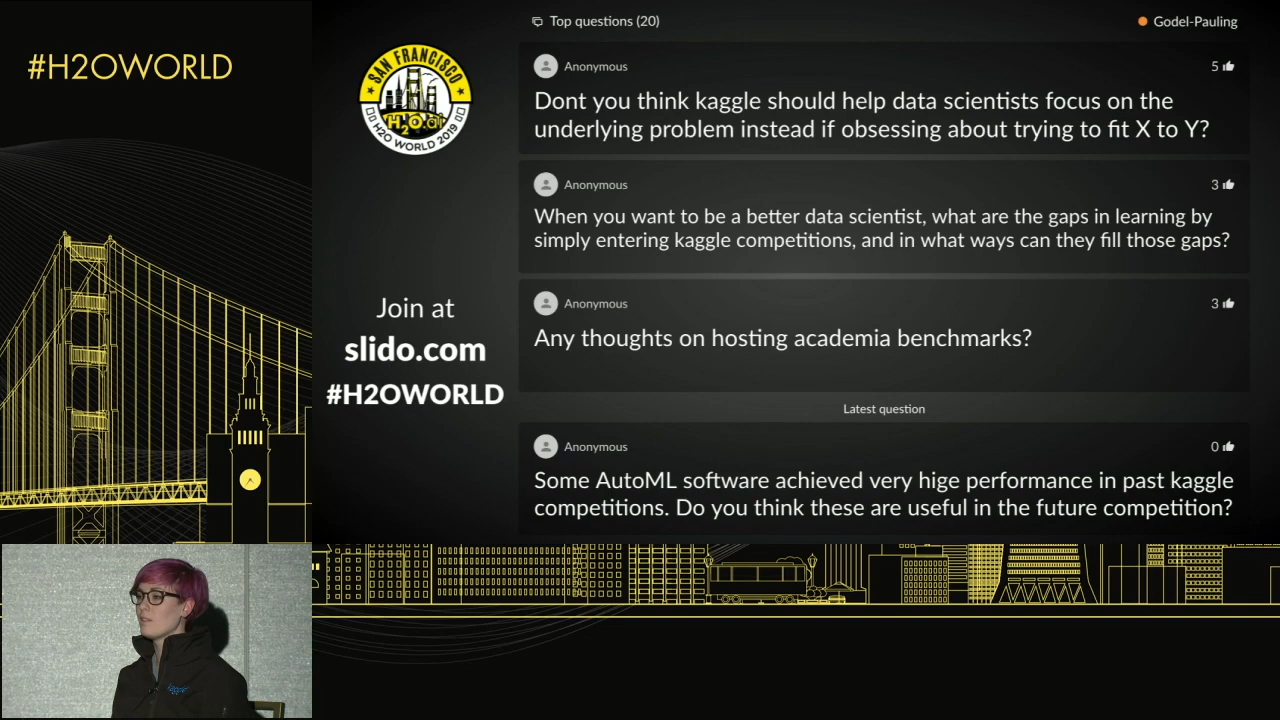 #H2OWORLD
SAN FRANCISCO
H2O.ai
H2O WORLD 2019
Join at
slido.com
#H2OWORLD
Top questions (20)
Godel-Pauling
Anonymous
5
Dont you think kaggle should help data scientists focus on the
underlying problem instead if obsessing about trying to fit X to Y?
Anonymous
3
When you want to be a better data scientist, what are the gaps in learning by
simply entering kaggle competitions, and in what ways can they fill those gaps?
Anonymous
3
Any thoughts on hosting academia benchmarks?
Latest question
Anonymous
0
Some AutoML software achieved very hige performance in past kaggle
competitions. Do you think these are useful in the future competition?
kaggle